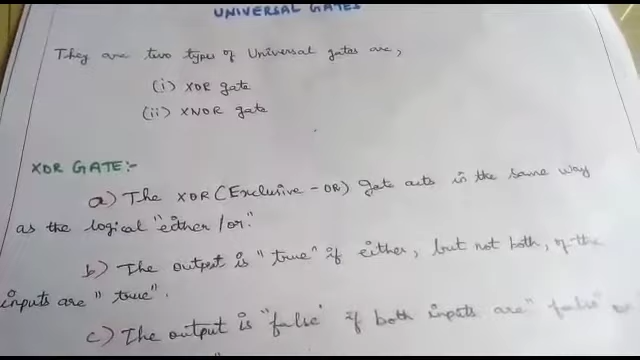 UNIVERSAL GATES
They are two types of Universal gates are,
(i) XOR gate
(ii) XNOR gate
XOR GATE:-
a) The XOR (Exclusive-OR) gate acts in the same way
as the logical "either/or".
b) The output is "true" if either, but not both, of the
inputs are "true".
c) The output is "false" if both inputs are "false" or